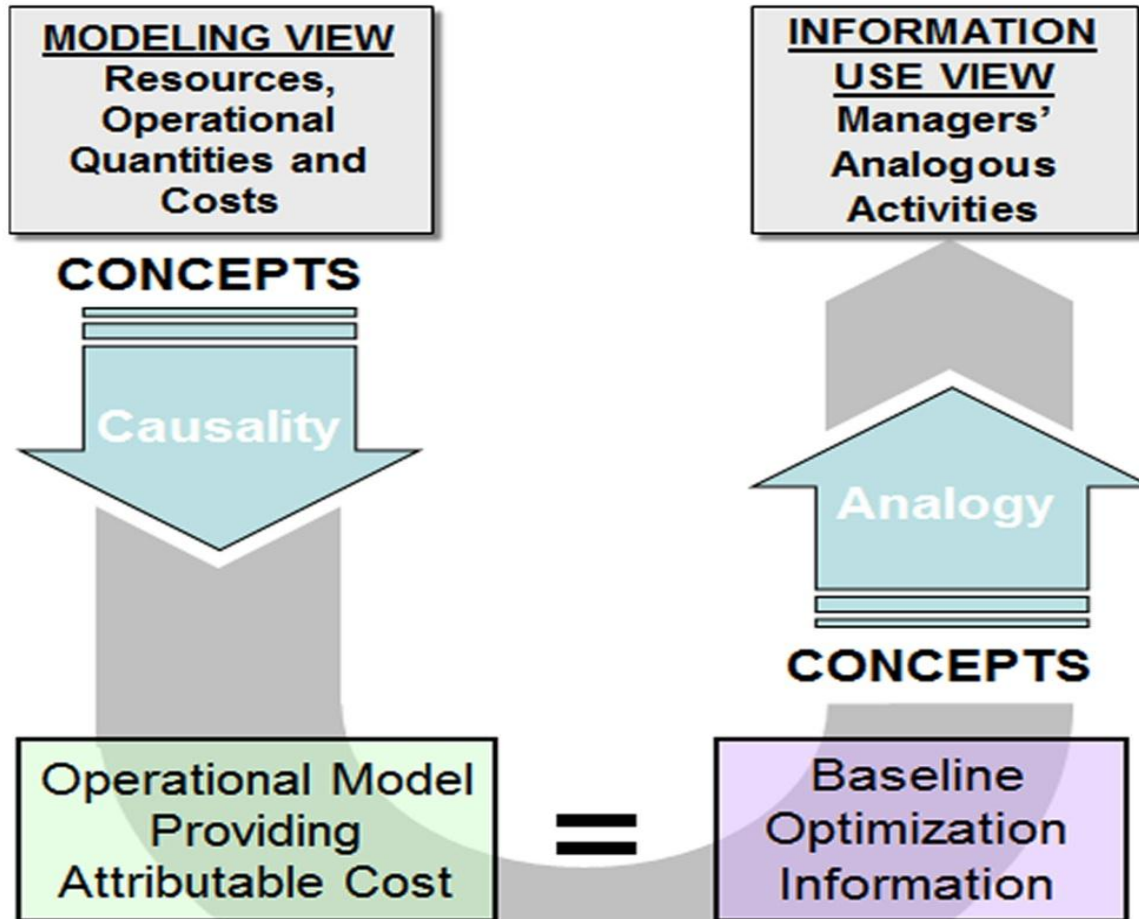 MODELING VIEW
Resources,
Operational
Quantities and
Costs
CONCEPTS
Causality
Operational Model
Providing
Attributable Cost
=
INFORMATION
USE VIEW
Managers’
Analogous
Activities
Analogy
CONCEPTS
Baseline
Optimization
Information